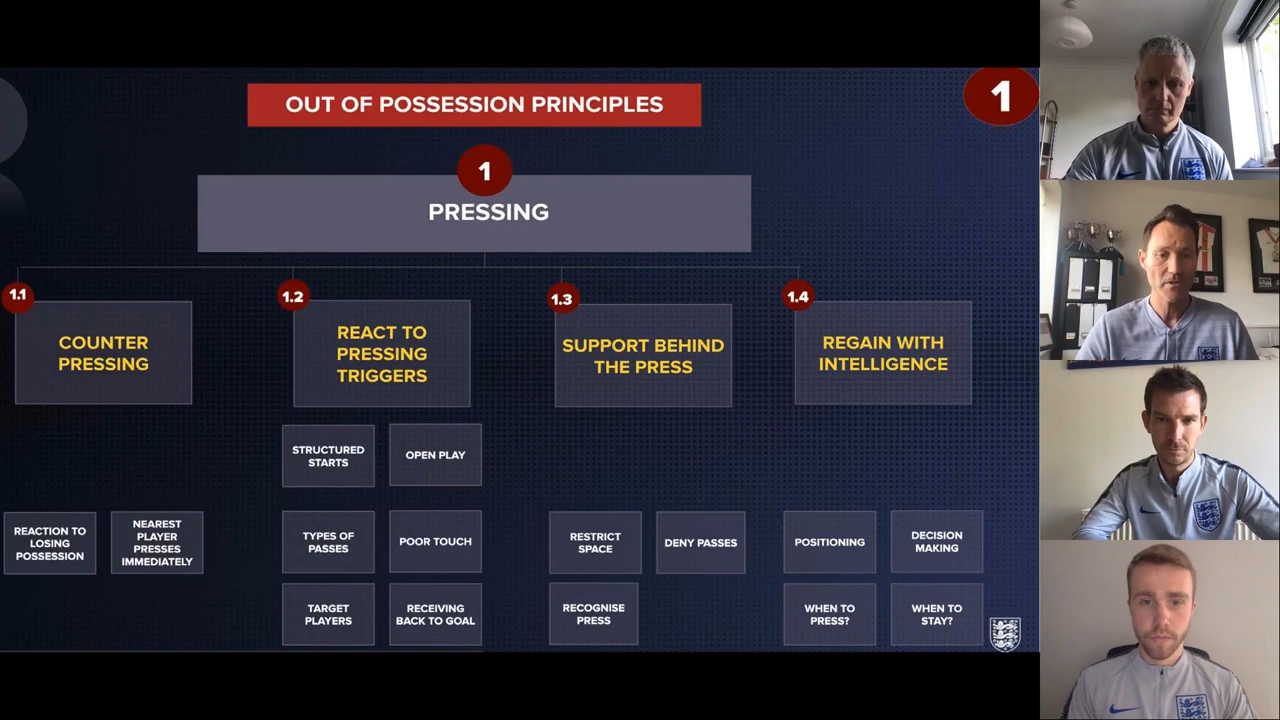 OUT OF POSSESSION PRINCIPLES
1
1
PRESSING
1.1
COUNTER
PRESSING
1.2
REACT TO
PRESSING
TRIGGERS
1.3
SUPPORT BEHIND
THE PRESS
1.4
REGAIN WITH
INTELLIGENCE
STRUCTURED
STARTS
OPEN PLAY
REACTION TO
LOSING
POSSESSION
NEAREST
PLAYER
PRESSES
IMMEDIATELY
TYPES OF
PASSES
POOR TOUCH
RESTRICT
SPACE
DENY PASSES
POSITIONING
DECISION
MAKING
TARGET
PLAYERS
RECEIVING
BACK TO GOAL
RECOGNISE
PRESS
WHEN TO
PRESS?
WHEN TO
STAY?